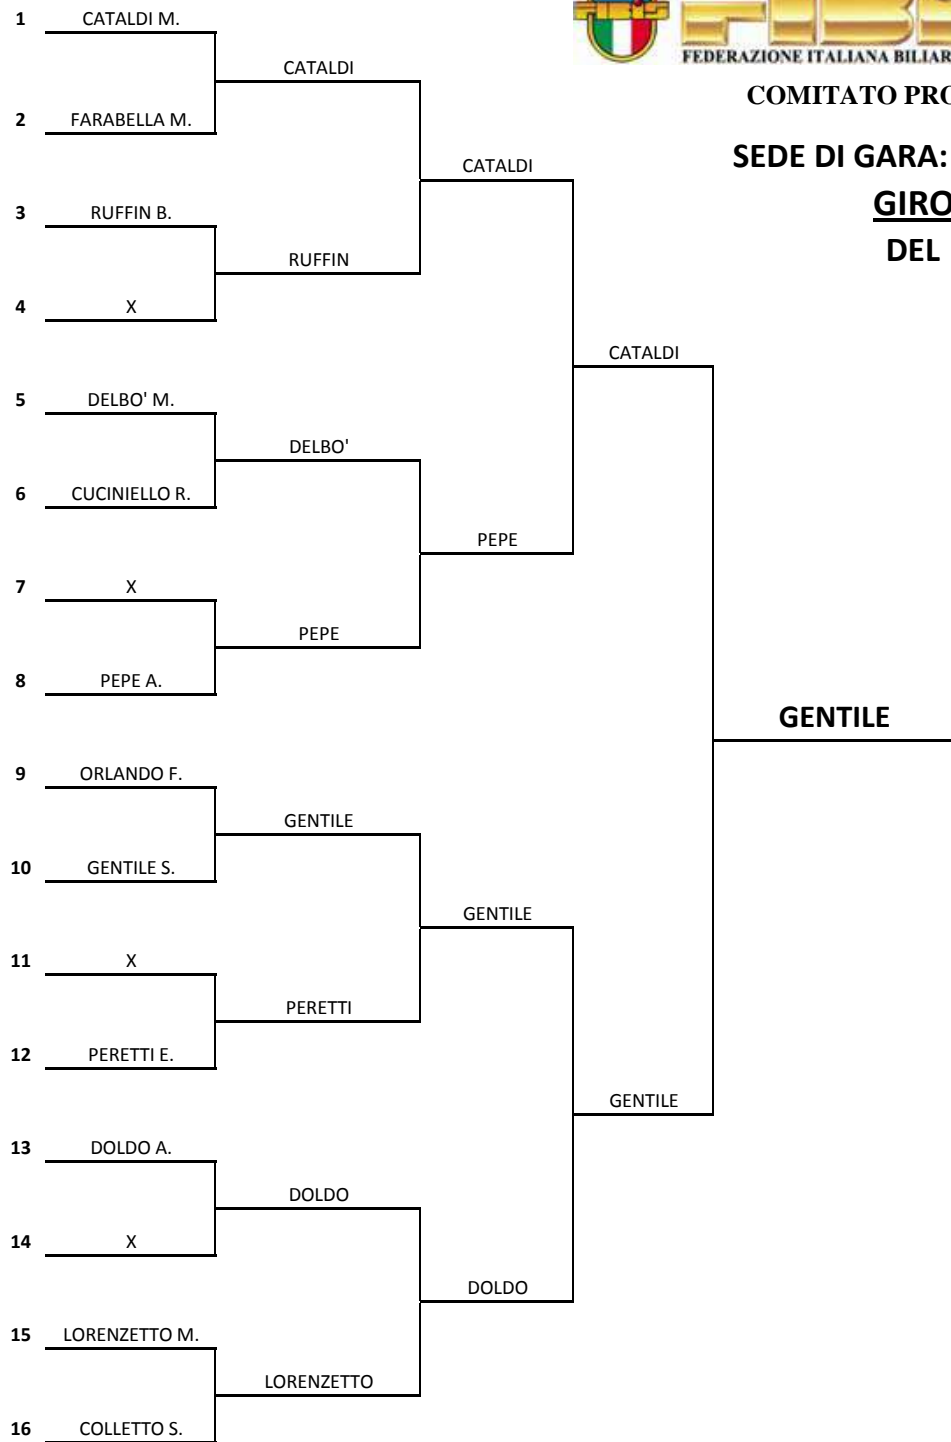 1 CATALDI M.
CATALDI
FEDERAZIONE ITALIANA BILIAR
COMITATO PRO
2 FARABELLA M.
SEDE DI GARA:
CATALDI
3 RUFFIN B.
GIRO
DEL
RUFFIN
4 X
CATALDI
5 DELBO' M.
DELBO'
6 CUCINIELLO R.
PEPE
7 X
PEPE
8 PEPE A.
GENTILE
9 ORLANDO F.
GENTILE
10 GENTILE S.
GENTILE
11 X
PERETTI
12 PERETTI E.
GENTILE
13 DOLDO A.
DOLDO
14 X
DOLDO
15 LORENZETTO M.
LORENZETTO
16 COLLETTO S.